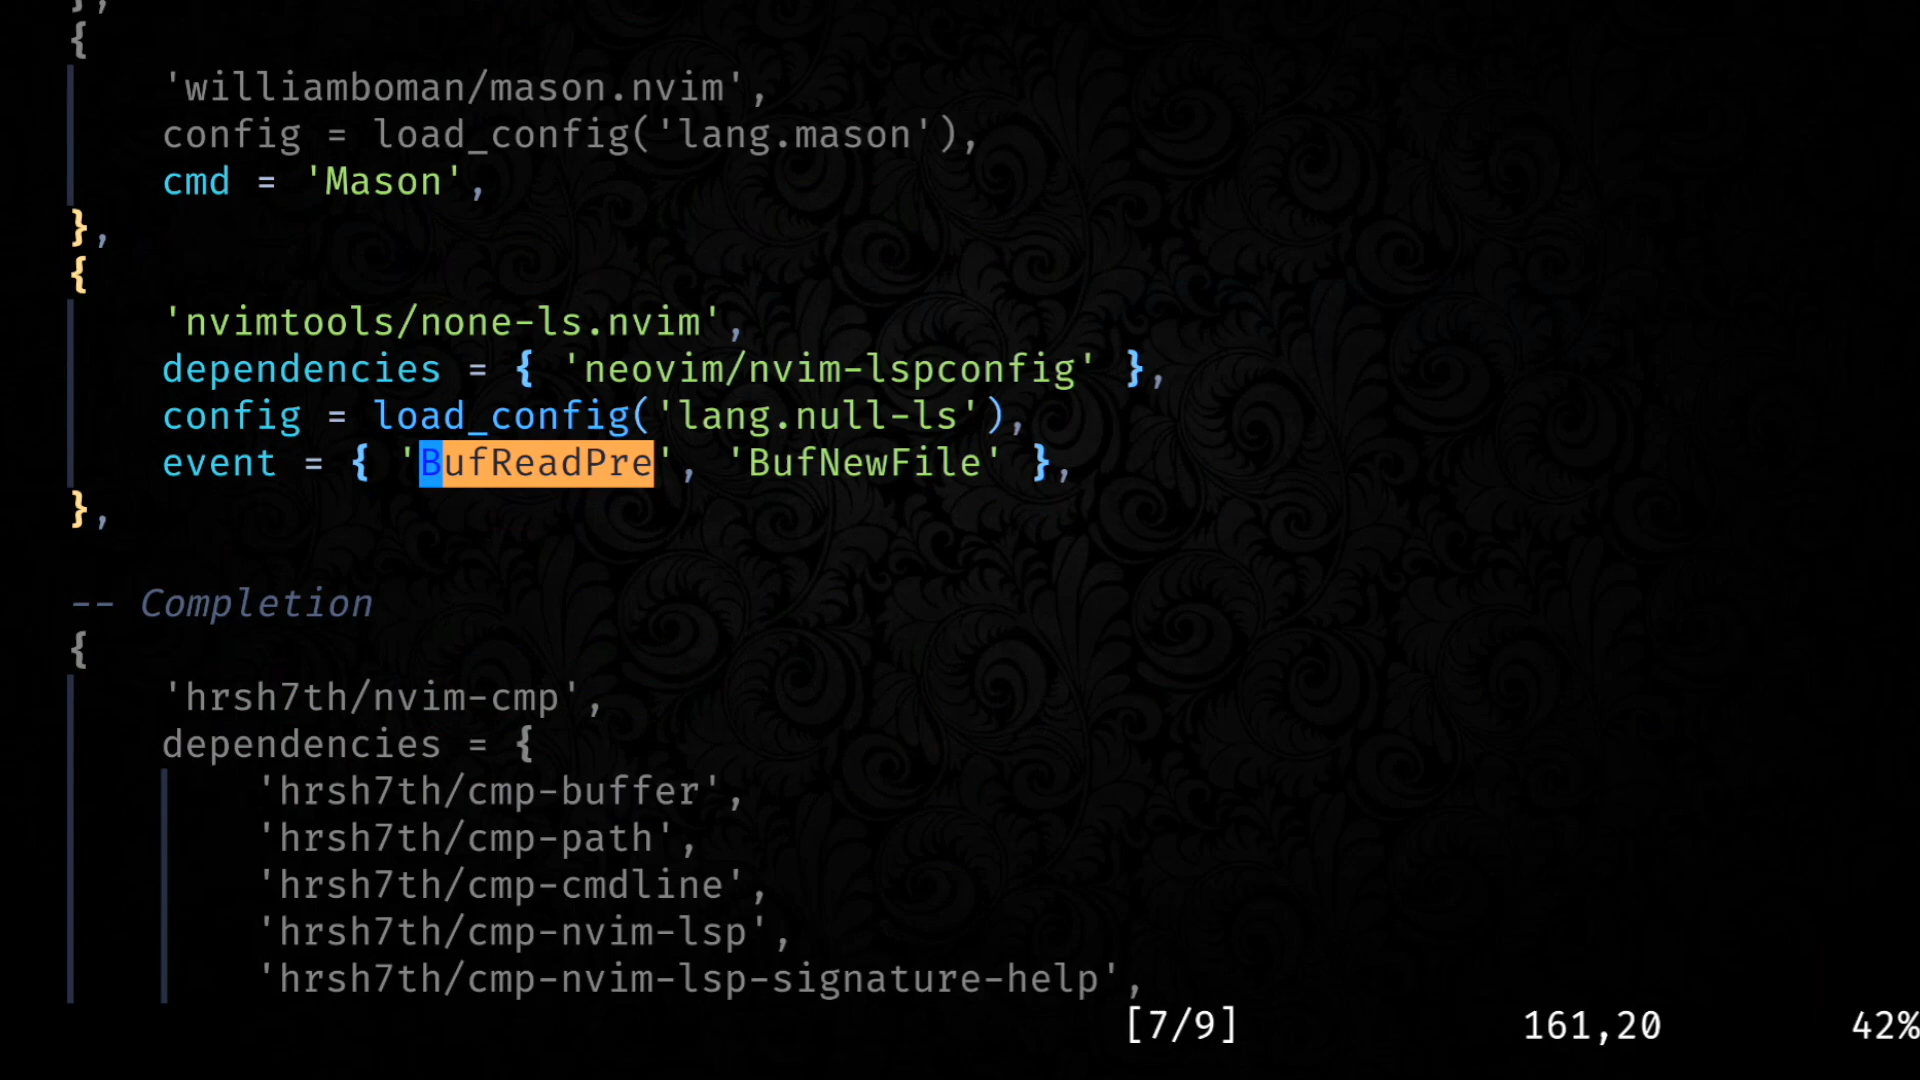 },
{
'williamboman/mason.nvim',
config = load_config('lang.mason'),
cmd = 'Mason',
},
{
'nvimtools/none-ls.nvim',
dependencies = { 'neovim/nvim-lspconfig' },
config = load_config('lang.null-ls'),
event = { 'BufReadPre', 'BufNewFile' },
},
-- Completion
{
'hrsh7th/nvim-cmp',
dependencies = {
'hrsh7th/cmp-buffer',
'hrsh7th/cmp-path',
'hrsh7th/cmp-cmdline',
'hrsh7th/cmp-nvim-lsp',
'hrsh7th/cmp-nvim-lsp-signature-help',
[7/9] 161,20 42%